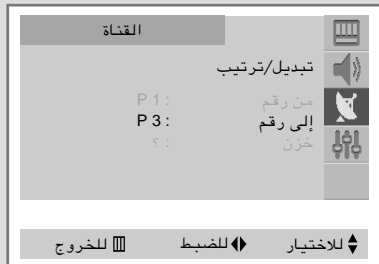 القناة
تبديل/ترتيب
من رقم : P 1
إلى رقم : P 3
خزن : ؟
للاختيار للضبط للخروج